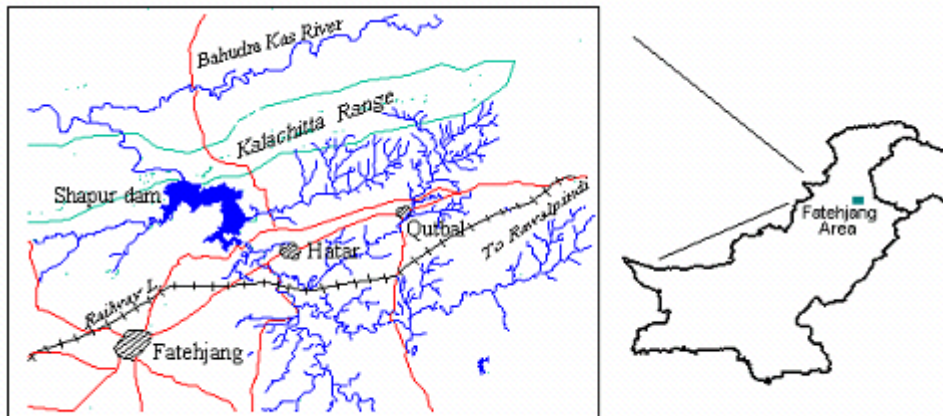 Bahudra Kas River
Kalachitta Range
Shapur dam
Qutbal
Hatar
To Rawalpindi
Railway L.
Fatehjang
Fatehjang
Area